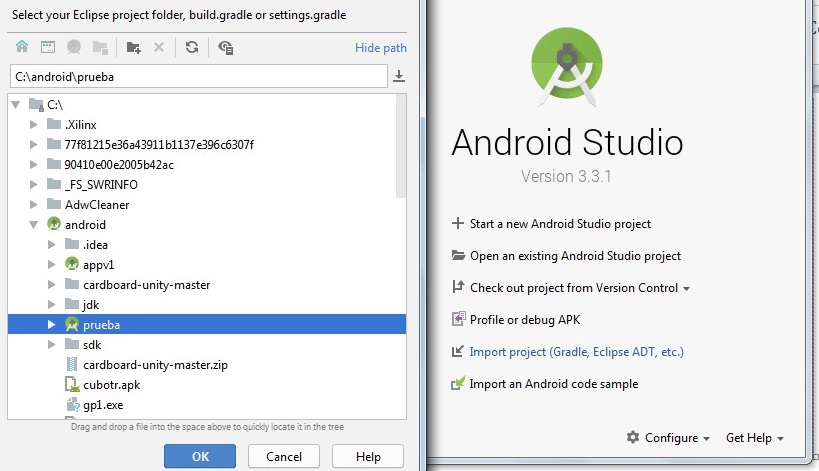 Select your Eclipse project folder, build.gradle or settings.gradle
Hide path
C:\android\prueba
C:\
.Xilinx
77f81215e36a43911b1137e396c6307f
90410e00e2005b42ac
_FS_SWRINFO
AdwCleaner
android
.idea
appv1
cardboard-unity-master
jdk
prueba
sdk
cardboard-unity-master.zip
cubotr.apk
gp1.exe
Drag and drop a file into the space above to quickly locate it in the tree
OK
Cancel
Help
Android Studio
Version 3.3.1
Start a new Android Studio project
Open an existing Android Studio project
Check out project from Version Control
Profile or debug APK
Import project (Gradle, Eclipse ADT, etc.)
Import an Android code sample
Configure
Get Help